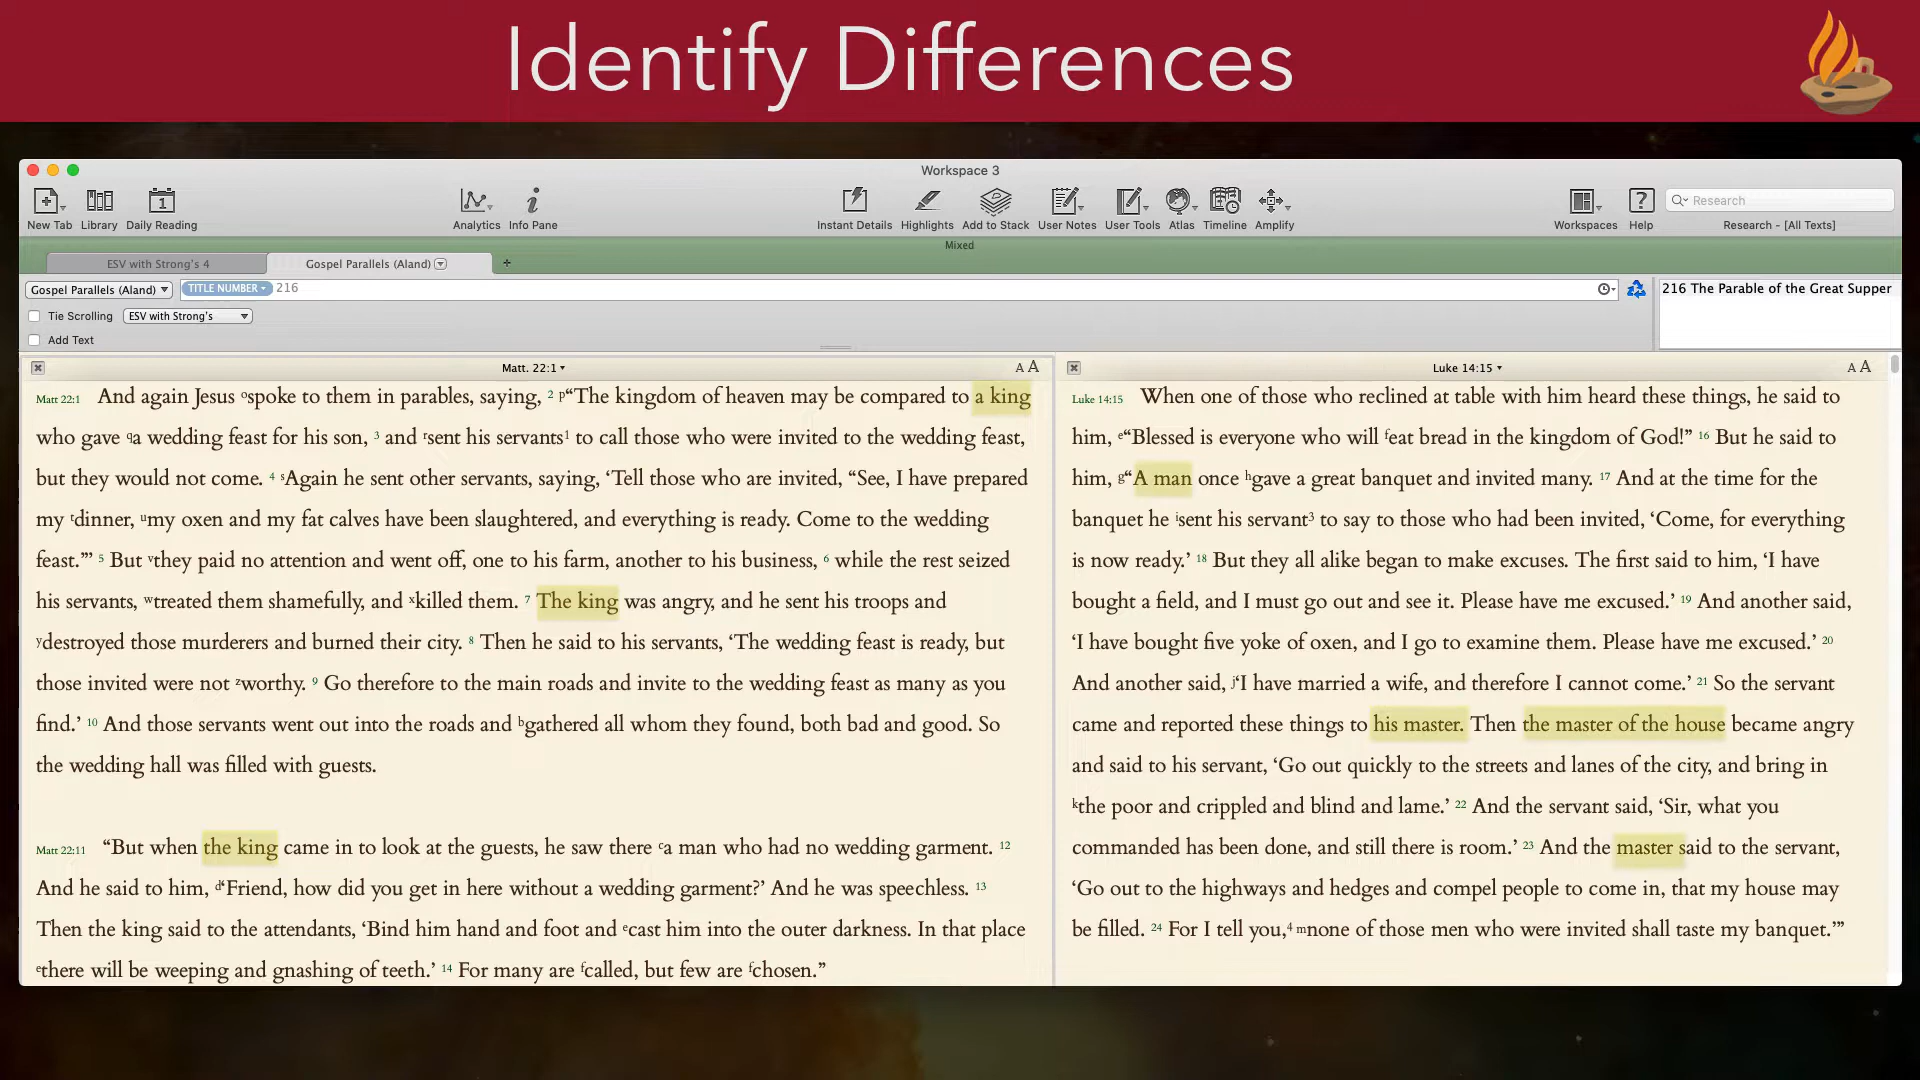 Identify Differences
Workspace 3
New Tab Library Daily Reading Analytics Info Pane Instant Details Highlights Add to Stack User Notes User Tools Atlas Timeline Amplify Workspaces Help Research
Research - [All Texts]
Mixed
ESV with Strong's 4 Gospel Parallels (Aland) +
Gospel Parallels (Aland) TITLE NUMBER 216 216 The Parable of the Great Supper
Tie Scrolling ESV with Strong's
Add Text
Matt. 22:1 A A
Matt 22:1 And again Jesus ospoke to them in parables, saying, 2 p“The kingdom of heaven may be compared to a king
who gave qa wedding feast for his son, 3 and rsent his servants1 to call those who were invited to the wedding feast,
but they would not come. 4 sAgain he sent other servants, saying, ‘Tell those who are invited, “See, I have prepared
my tdinner, umy oxen and my fat calves have been slaughtered, and everything is ready. Come to the wedding
feast.”’ 5 But vthey paid no attention and went off, one to his farm, another to his business, 6 while the rest seized
his servants, wtreated them shamefully, and xkilled them. 7 The king was angry, and he sent his troops and
ydestroyed those murderers and burned their city. 8 Then he said to his servants, ‘The wedding feast is ready, but
those invited were not zworthy. 9 Go therefore to the main roads and invite to the wedding feast as many as you
find.’ 10 And those servants went out into the roads and bgathered all whom they found, both bad and good. So
the wedding hall was filled with guests.
Matt 22:11 “But when the king came in to look at the guests, he saw there ca man who had no wedding garment. 12
And he said to him, d‘Friend, how did you get in here without a wedding garment?’ And he was speechless. 13
Then the king said to the attendants, ‘Bind him hand and foot and ecast him into the outer darkness. In that place
ethere will be weeping and gnashing of teeth.’ 14 For many are fcalled, but few are fchosen.”
Luke 14:15 A A
Luke 14:15 When one of those who reclined at table with him heard these things, he said to
him, e“Blessed is everyone who will feat bread in the kingdom of God!” 16 But he said to
him, g“A man once hgave a great banquet and invited many. 17 And at the time for the
banquet he isent his servant3 to say to those who had been invited, ‘Come, for everything
is now ready.’ 18 But they all alike began to make excuses. The first said to him, ‘I have
bought a field, and I must go out and see it. Please have me excused.’ 19 And another said,
‘I have bought five yoke of oxen, and I go to examine them. Please have me excused.’ 20
And another said, j‘I have married a wife, and therefore I cannot come.’ 21 So the servant
came and reported these things to his master. Then the master of the house became angry
and said to his servant, ‘Go out quickly to the streets and lanes of the city, and bring in
kthe poor and crippled and blind and lame.’ 22 And the servant said, ‘Sir, what you
commanded has been done, and still there is room.’ 23 And the master said to the servant,
‘Go out to the highways and hedges and compel people to come in, that my house may
be filled. 24 For I tell you,4 mnone of those men who were invited shall taste my banquet.’”